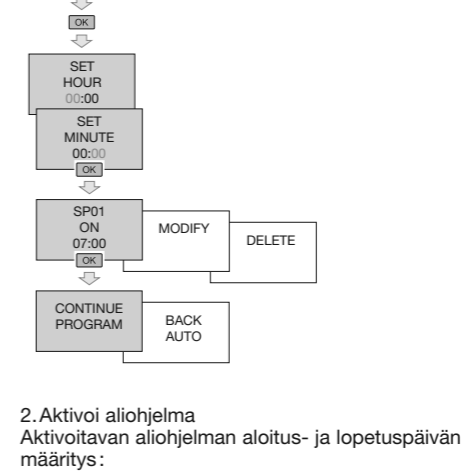 OK
SET
HOUR
00:00
SET
MINUTE
00:00
OK
SP01
ON
07:00
OK
MODIFY
DELETE
CONTINUE
PROGRAM
BACK
AUTO
2. Aktivoi aliohjelma
Aktivoitavan aliohjelman aloitus- ja lopetuspäivän
määritys: